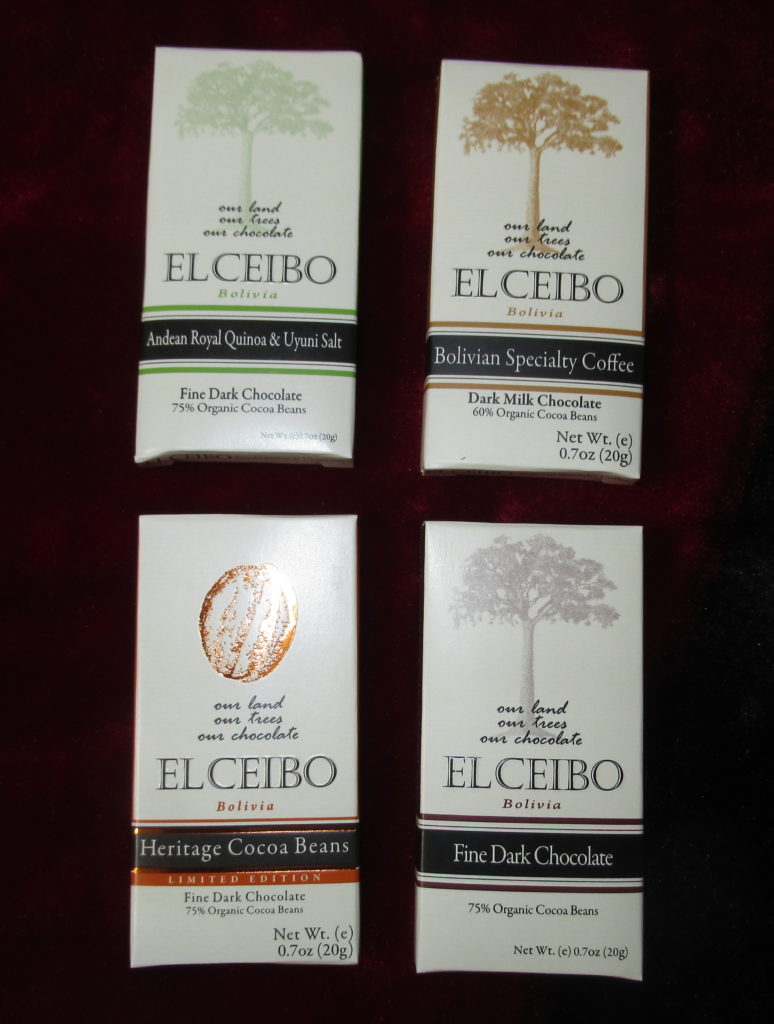 our land
our trees
our chocolate
EL CEIBO
Bolivia
Andean Royal Quinoa & Uyuni Salt
Fine Dark Chocolate
75% Organic Cocoa Beans
Net Wt. (e) 0.7oz (20g)
our land
our trees
our chocolate
EL CEIBO
Bolivia
Bolivian Specialty Coffee
Dark Milk Chocolate
60% Organic Cocoa Beans
Net Wt. (e)
0.7oz (20g)
our land
our trees
our chocolate
EL CEIBO
Bolivia
Heritage Cocoa Beans
LIMITED EDITION
Fine Dark Chocolate
75% Organic Cocoa Beans
Net Wt. (e)
0.7oz (20g)
our land
our trees
our chocolate
EL CEIBO
Bolivia
Fine Dark Chocolate
75% Organic Cocoa Beans
Net Wt. (e) 0.7oz (20g)